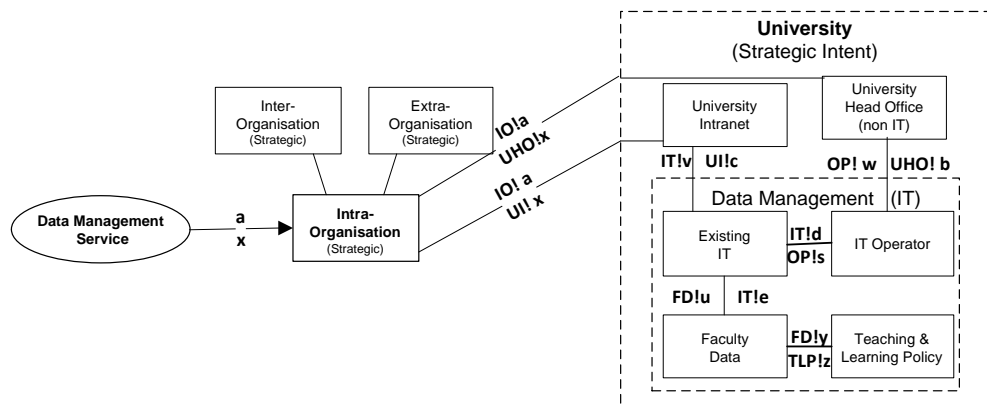 University
(Strategic Intent)
Inter-
Organisation
(Strategic)
Extra-
Organisation
(Strategic)
IO!a
UHO!x
University
Intranet
University
Head Office
(non IT)
IT!v UI!c
OP! w UHO! b
IO! a
UI! x
Data Management (IT)
Data Management
Service
a
x
Intra-
Organisation
(Strategic)
Existing
IT
IT!d
OP!s
IT Operator
FD!u IT!e
Faculty
Data
FD!y
TLP!z
Teaching &
Learning Policy